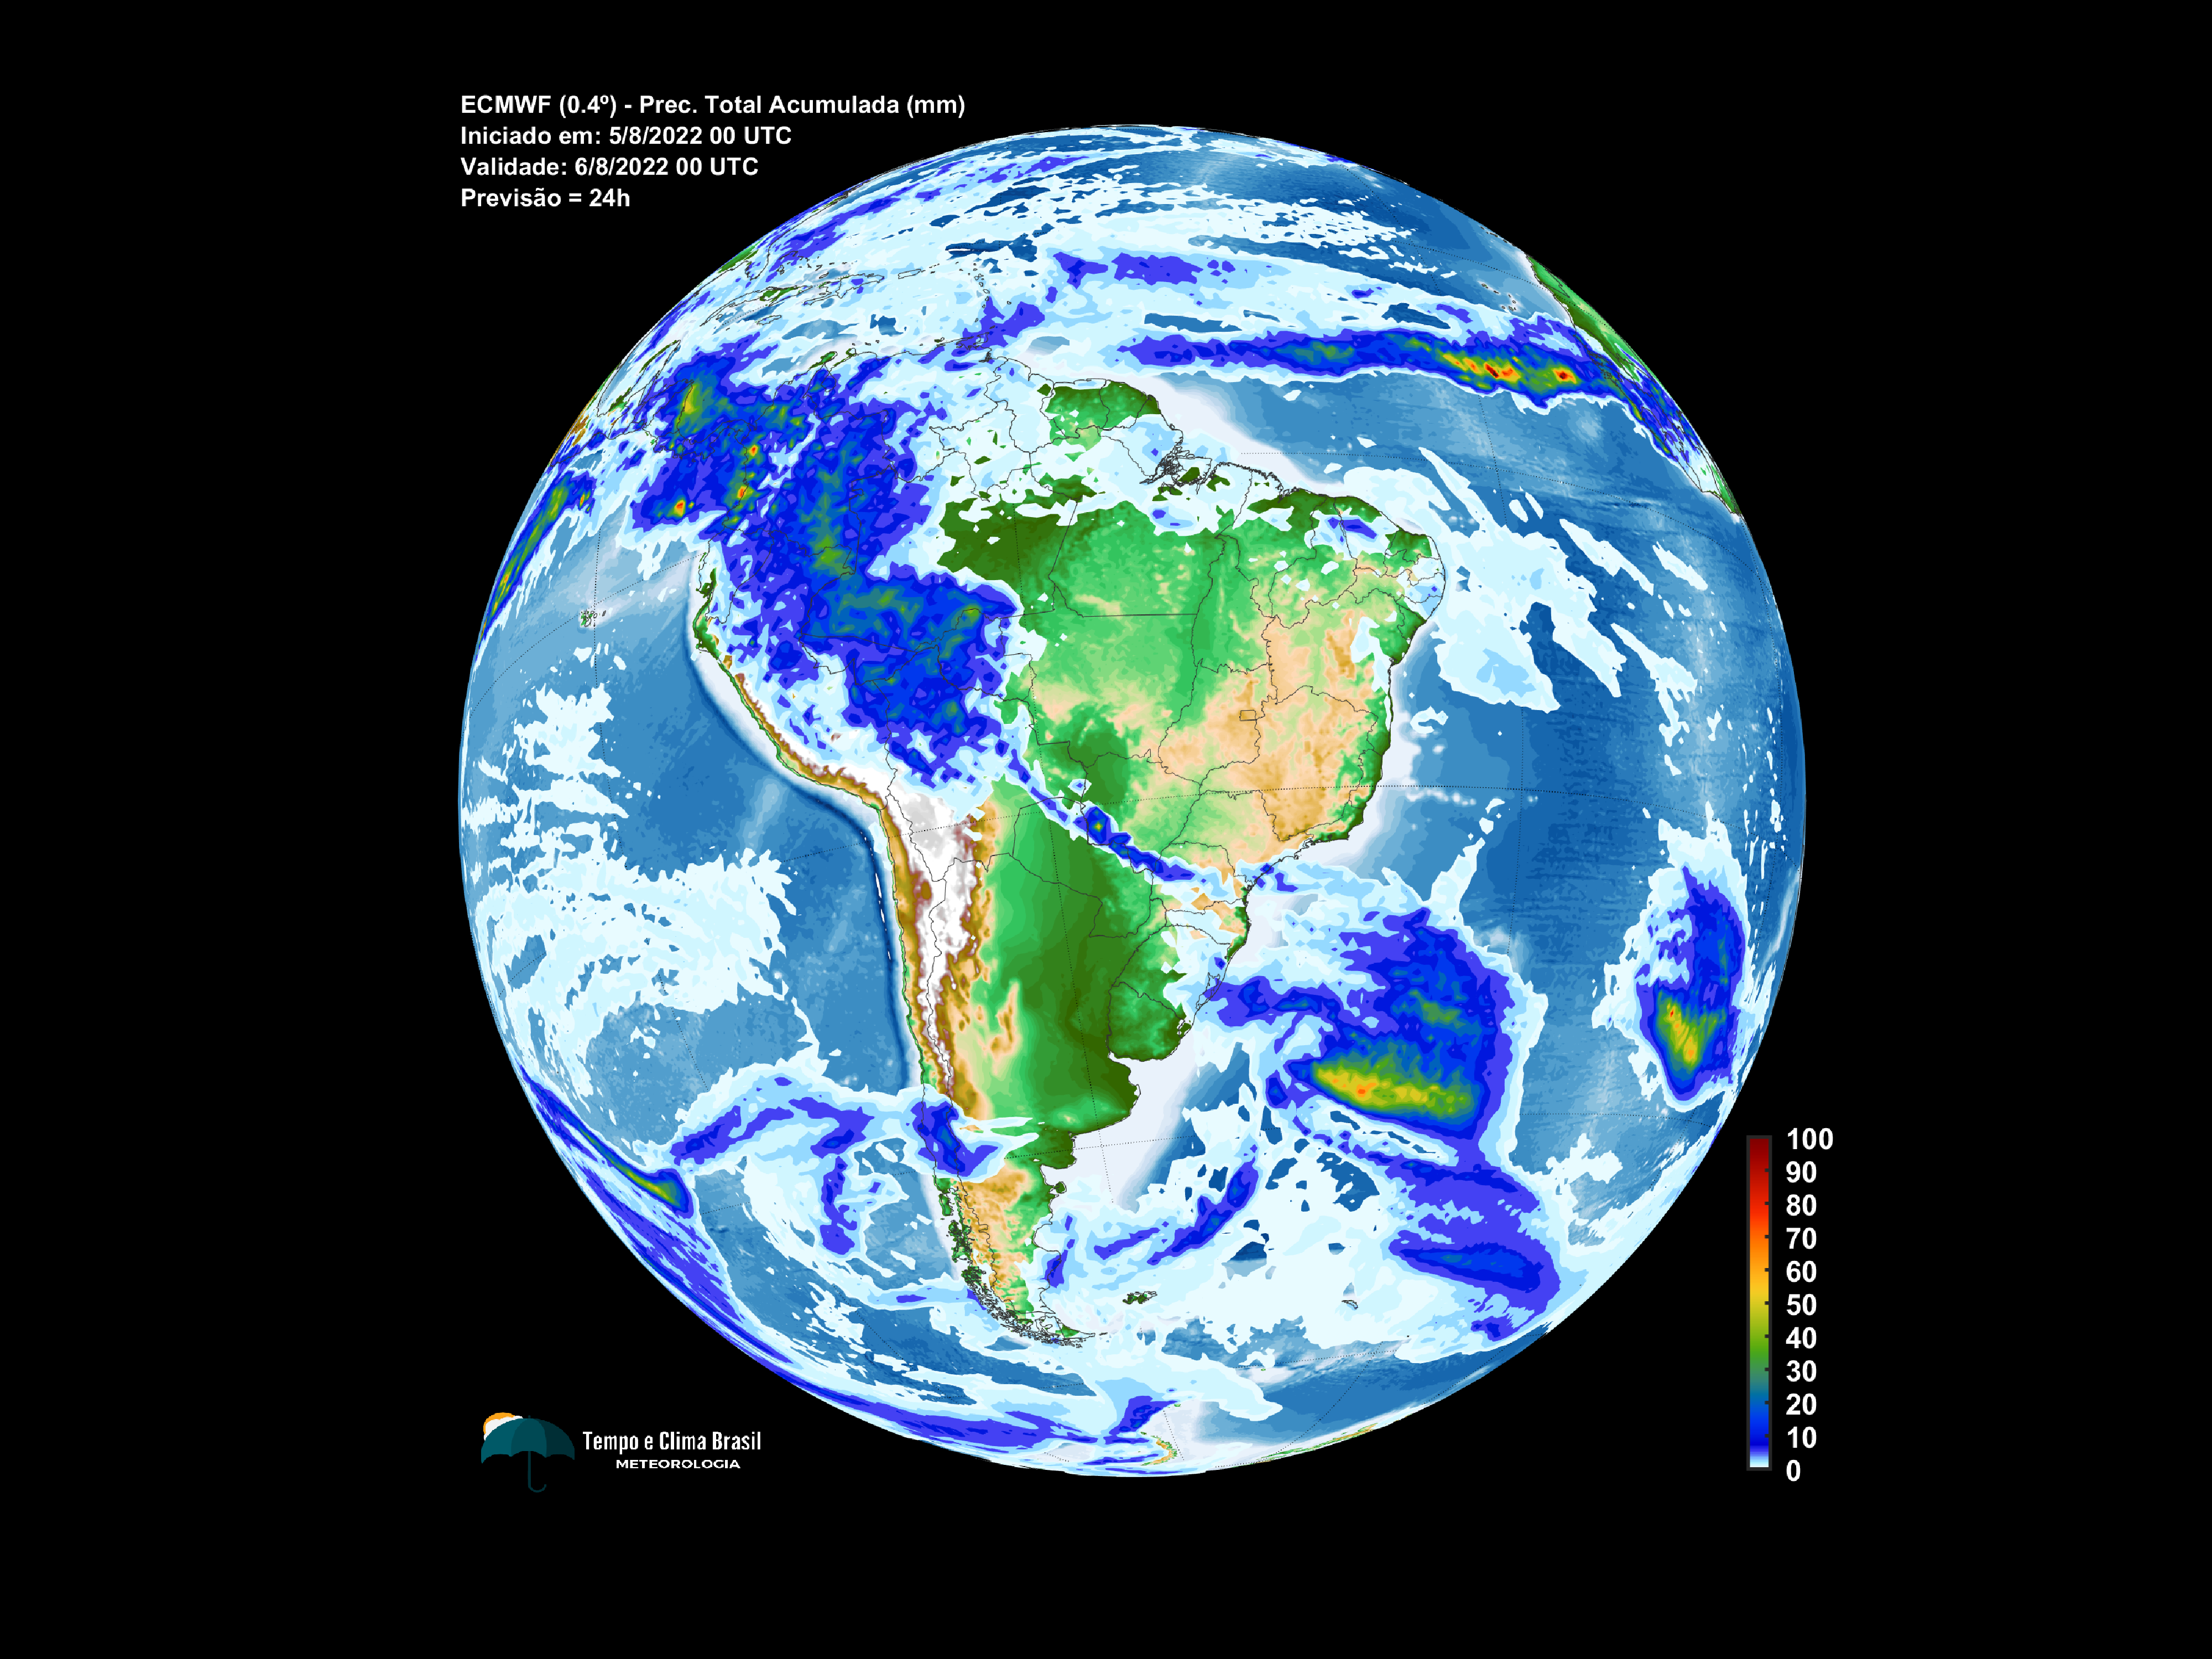 ECMWF (0.4º) - Prec. Total Acumulada (mm)
Iniciado em: 5/8/2022 00 UTC
Validade: 6/8/2022 00 UTC
Previsão = 24h
100
90
80
70
60
50
40
30
20
10
0
Tempo e Clima Brasil
METEOROLOGIA